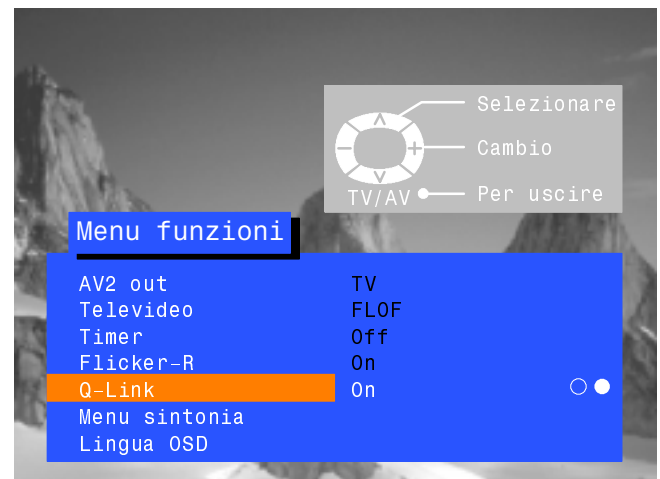 Selezionare
Cambio
TV/AV Per uscire
Menu funzioni
AV2 out TV
Televideo FLOF
Timer Off
Flicker-R On
Q-Link On
Menu sintonia
Lingua OSD